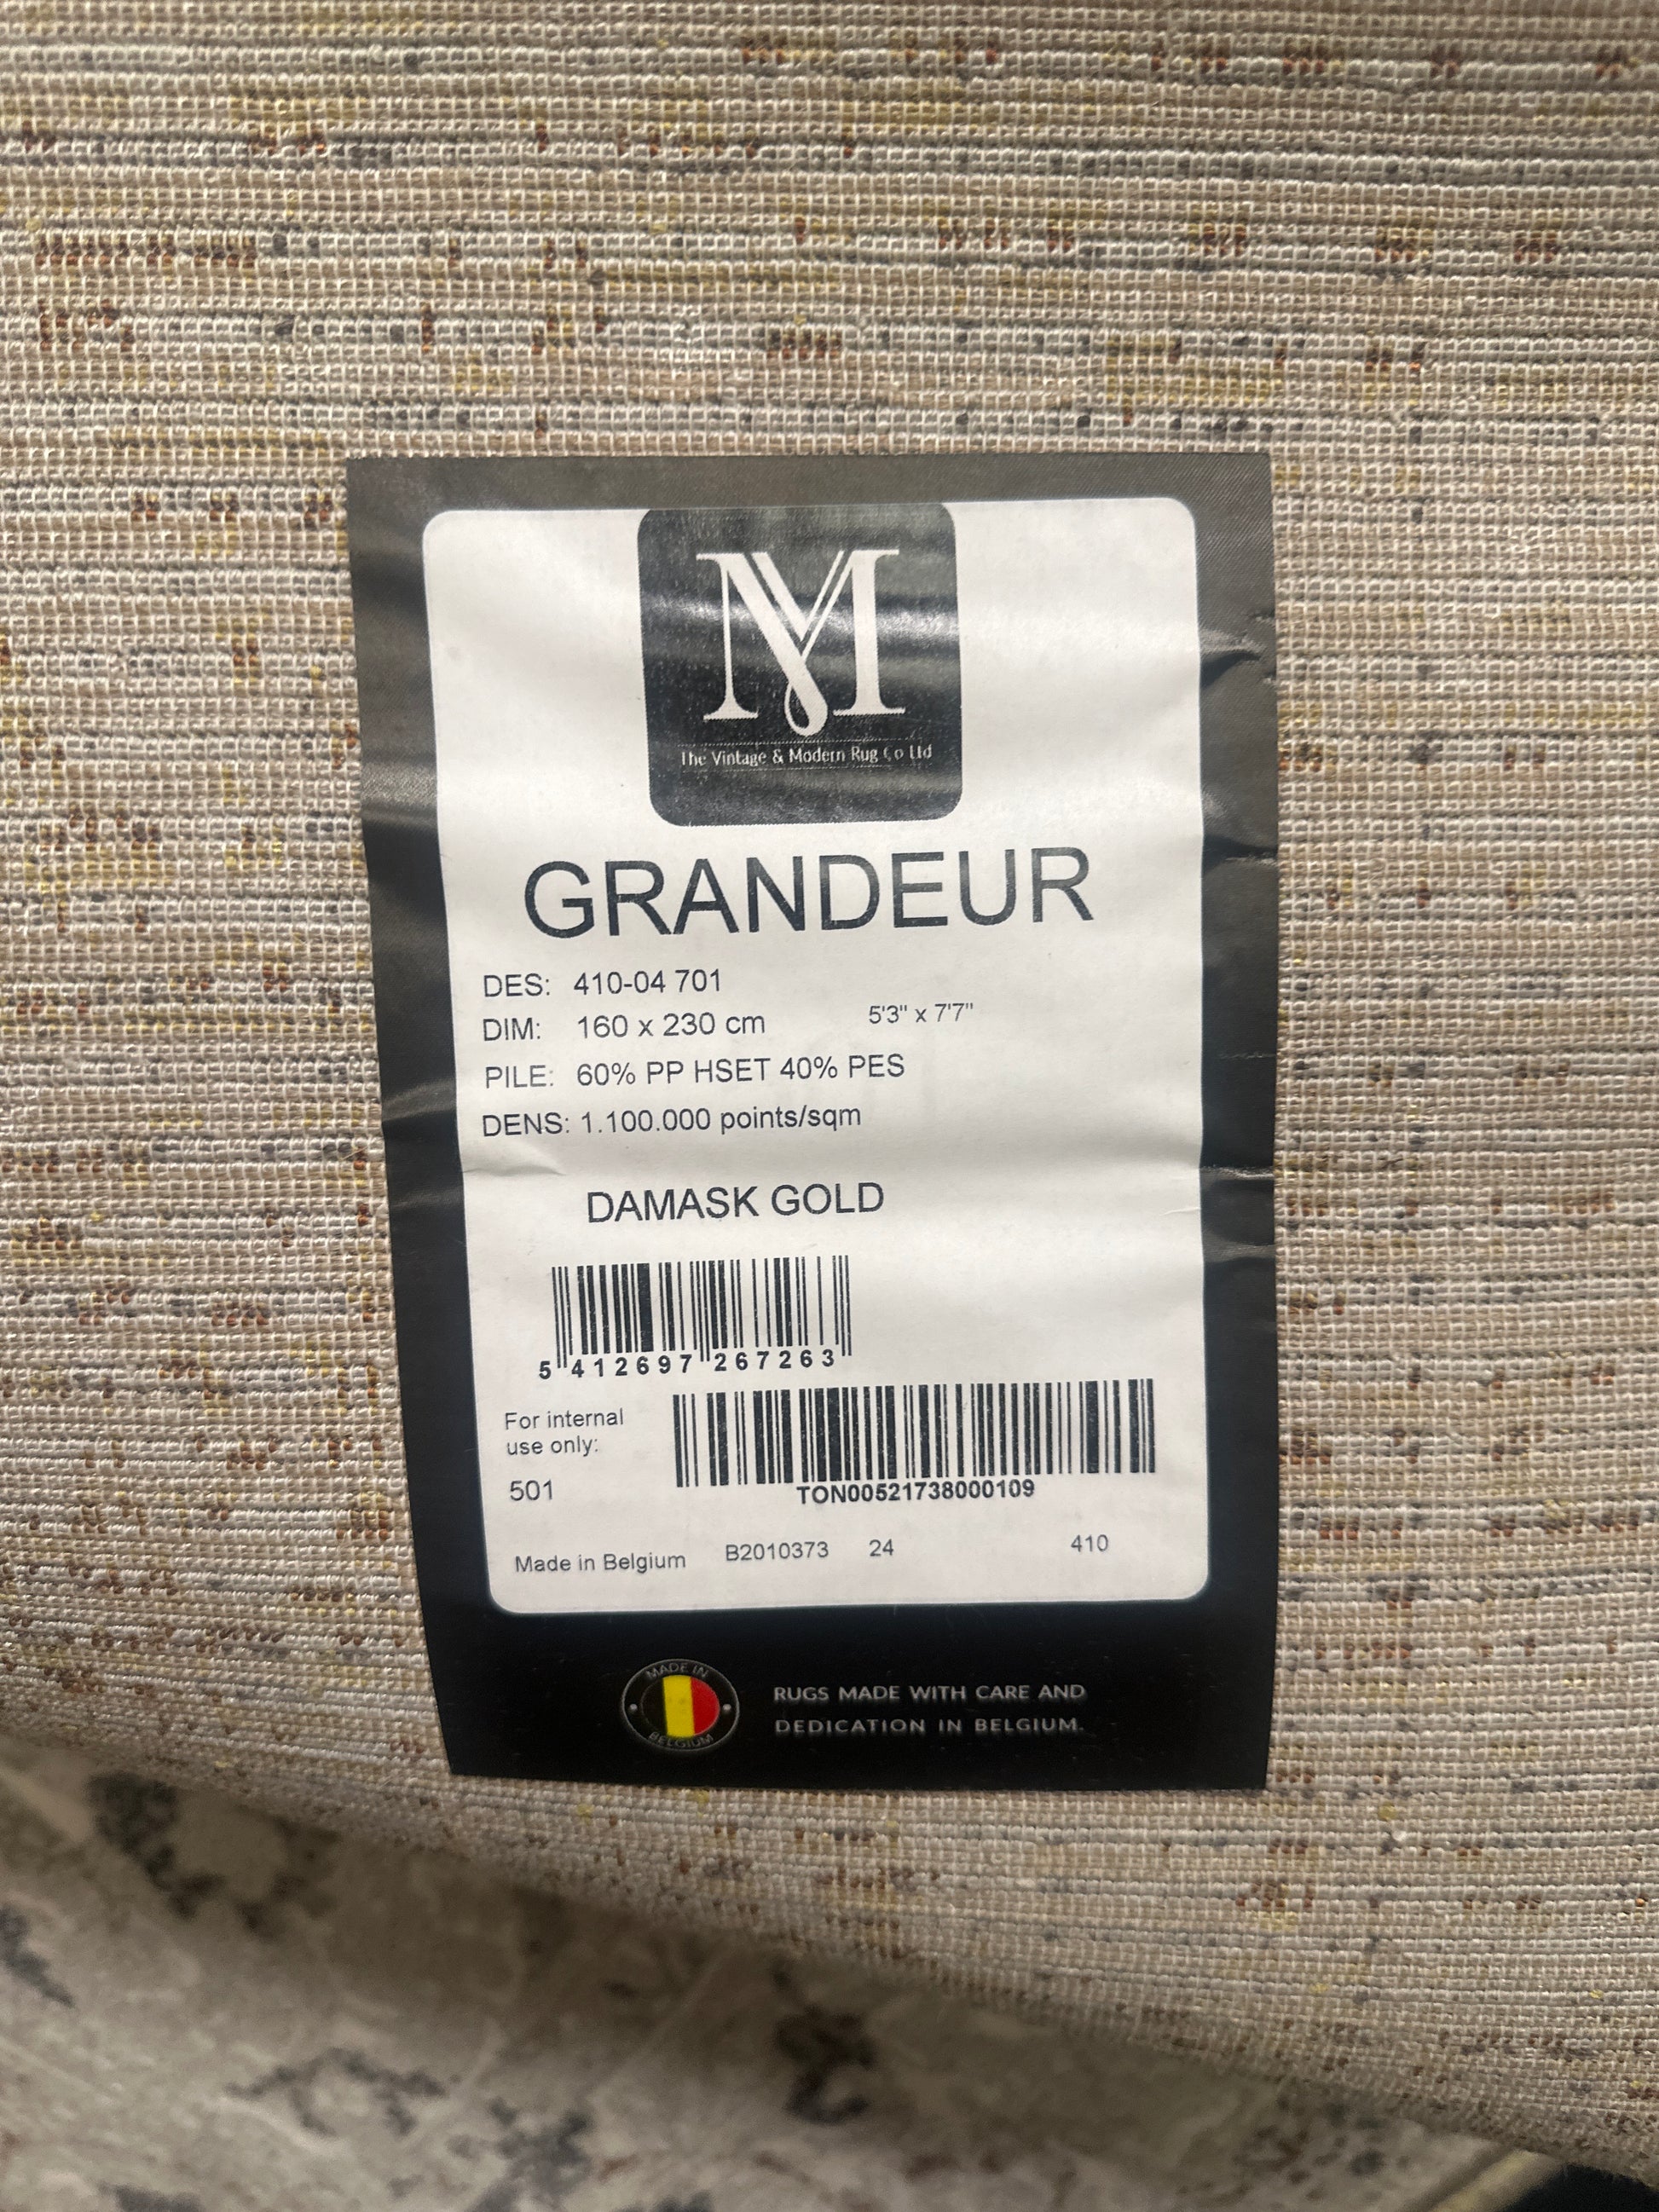 VM
The Vintage & Modern Rug Co Ltd
GRANDEUR
DES: 410-04 701
DIM: 160 x 230 cm 5'3" x 7'7"
PILE: 60% PP HSET 40% PES
DENS: 1.100.000 points/sqm
DAMASK GOLD
5 412697 267263
For internal
use only:
501
TON00521738000109
Made in Belgium B2010373 24 410
MADE IN
BELGIUM
RUGS MADE WITH CARE AND
DEDICATION IN BELGIUM.